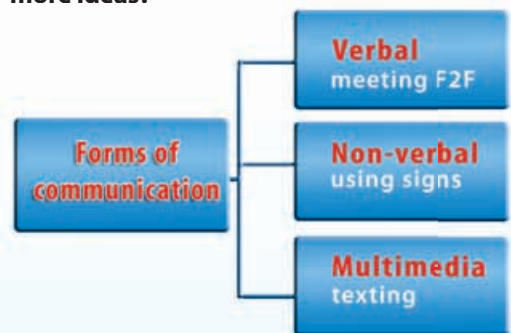 more ideas.
Forms of
communication
Verbal
meeting F2F
Non-verbal
using signs
Multimedia
texting